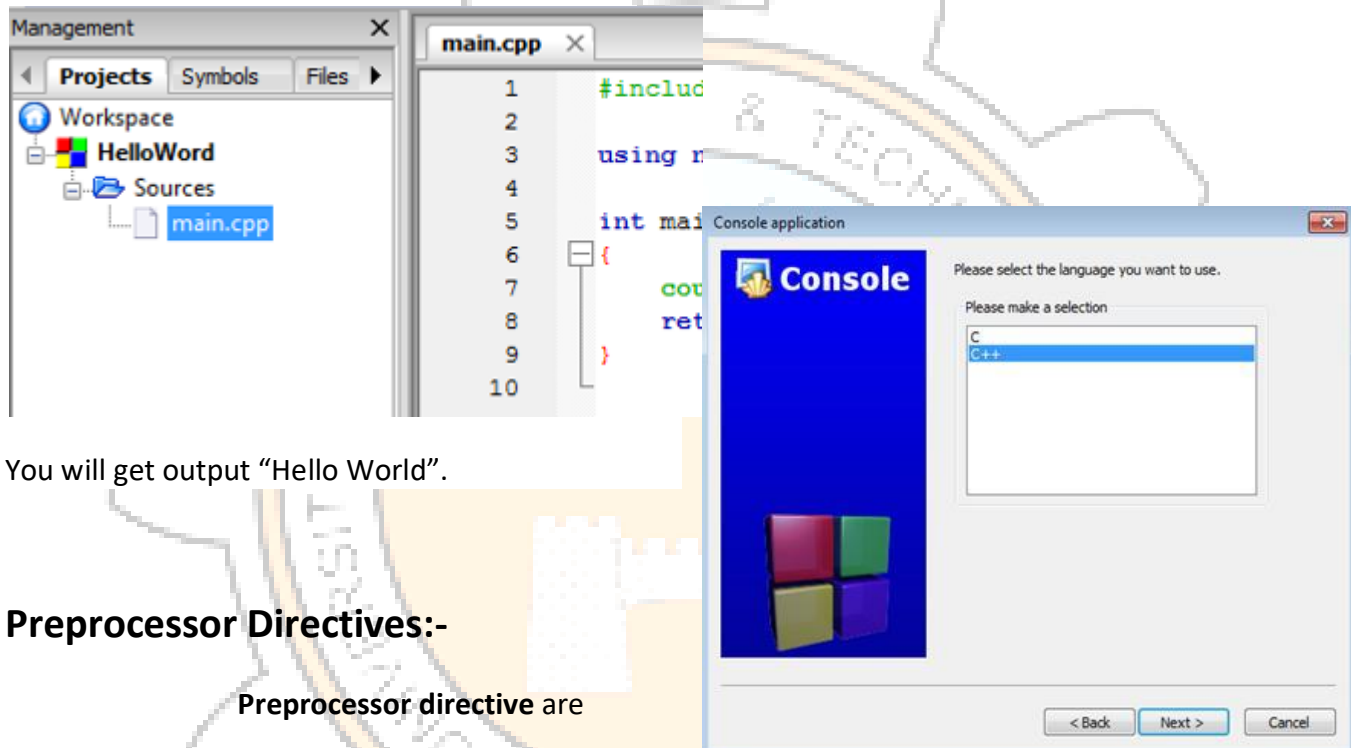 Management
Projects Symbols Files
Workspace
HelloWord
Sources
main.cpp
main.cpp
1 #includ
2
3 using n
4
5 int mai
6 {
7 cou
8 ret
9 }
10
Console application
Console
Please select the language you want to use.
Please make a selection
C
C++
< Back Next > Cancel
You will get output “Hello World”.
Preprocessor Directives:-
Preprocessor directive are
& TECH